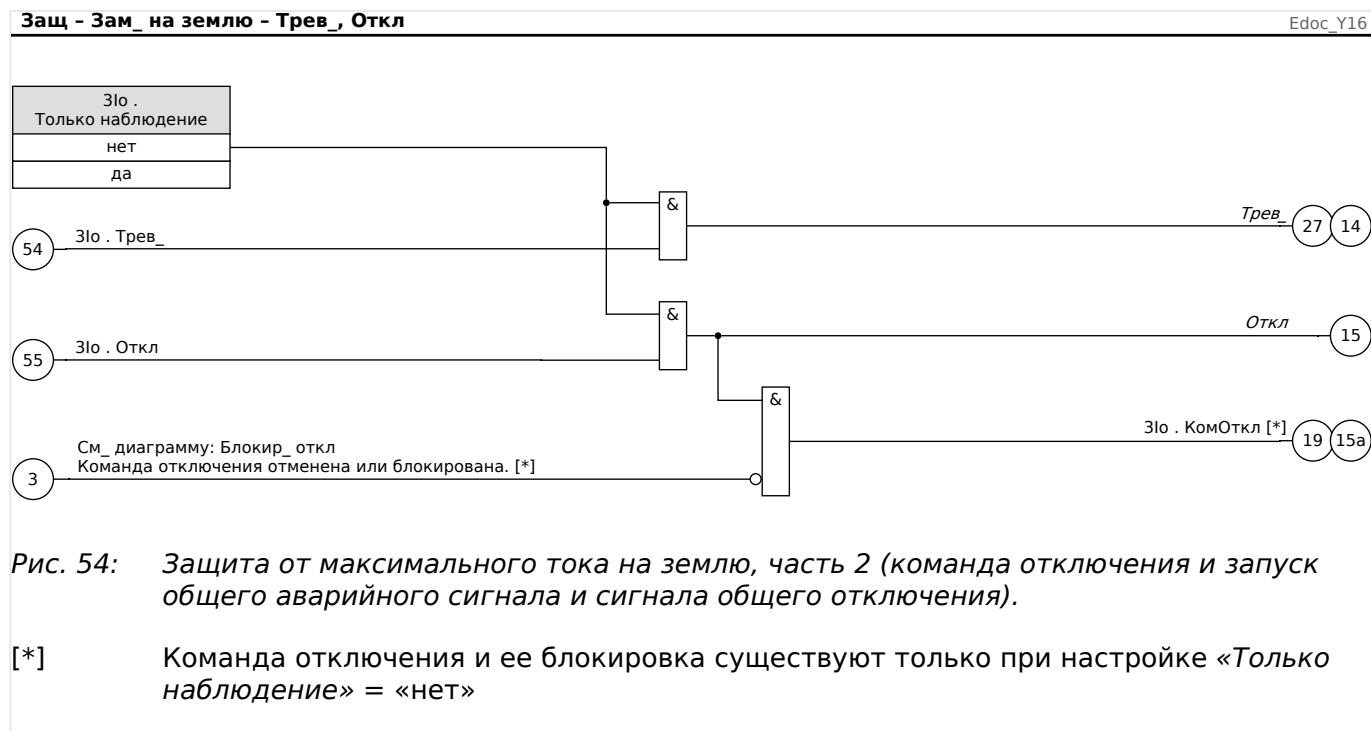 Защ – Зам_ на землю – Трев_, Откл
Edoc_Y16
3Io .
Только наблюдение
нет
да
&
54
3Io . Трев_
Трев_
27
14
&
55
3Io . Откл
Откл
15
&
3
См_ диаграмму: Блокир_ откл
Команда отключения отменена или блокирована. [*]
3Io . КомОткл [*]
19
15a
Рис. 54: Защита от максимального тока на землю, часть 2 (команда отключения и запуск
общего аварийного сигнала и сигнала общего отключения).
[*] Команда отключения и ее блокировка существуют только при настройке «Только
наблюдение» = «нет»